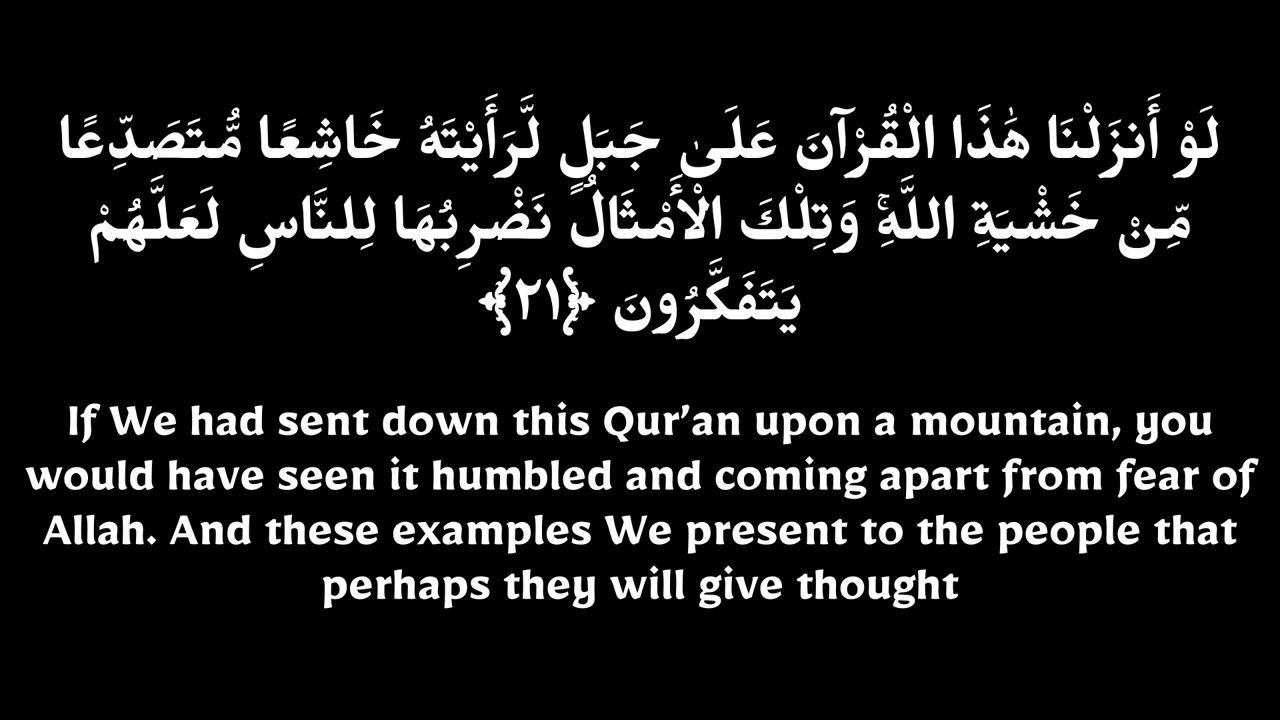 لَوْ أَنزَلْنَا هَٰذَا الْقُرْآنَ عَلَىٰ جَبَلٍ لَّرَأَيْتَهُ خَاشِعًا مُّتَصَدِّعًا
مِّنْ خَشْيَةِ اللَّهِ ۚ وَتِلْكَ الْأَمْثَالُ نَضْرِبُهَا لِلنَّاسِ لَعَلَّهُمْ
يَتَفَكَّرُونَ ﴿٢١﴾
If We had sent down this Qur’an upon a mountain, you
would have seen it humbled and coming apart from fear of
Allah. And these examples We present to the people that
perhaps they will give thought